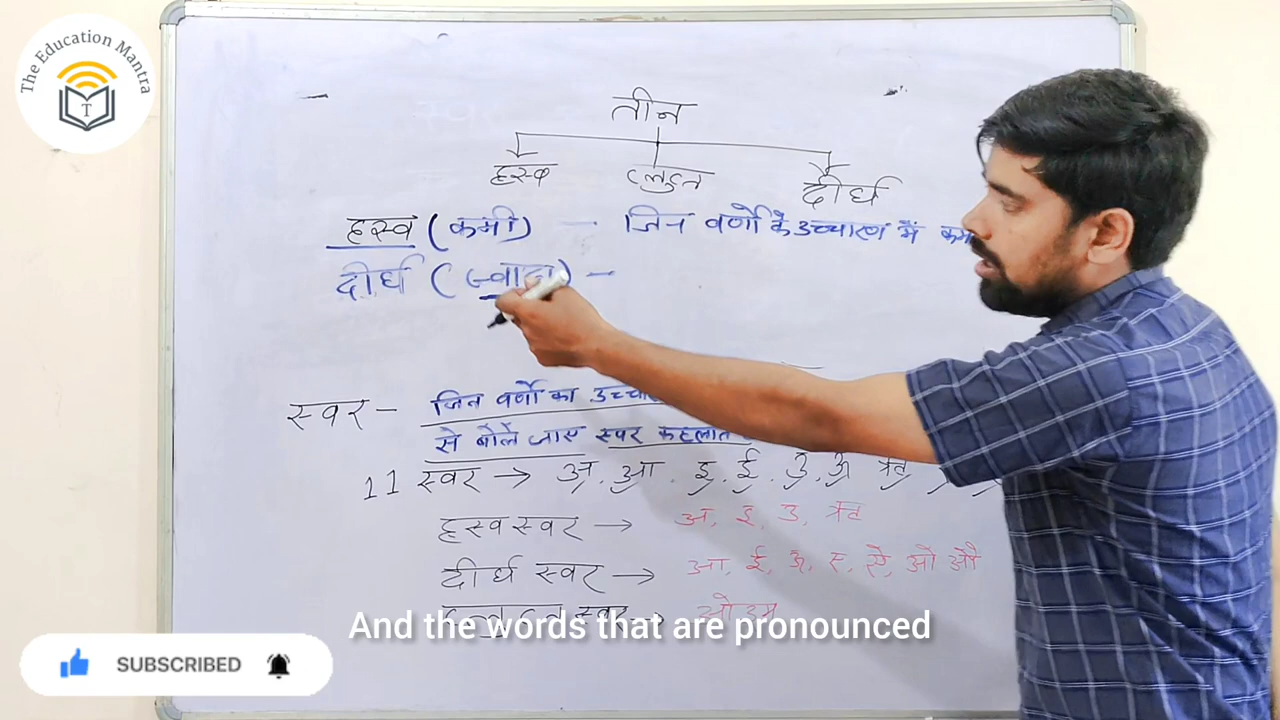 The Education Mantra
T
तीन
ह्रस्व प्लुत दीर्घ
ह्रस्व (कमी) - जिन वर्णो के उच्चारण में
दीर्घ ( -
स्वर - जिन वर्णो का
से बोले जाए स्वर कहलात
11 स्वर → अ, आ, इ, ई, उ, ऊ, ऋ
ह्रस्व स्वर → अ, इ, उ, ऋ
दीर्घ स्वर → आ, ई, ऊ, ए, ऐ, ओ औ
स्वर →
And the words that are pronounced
SUBSCRIBED